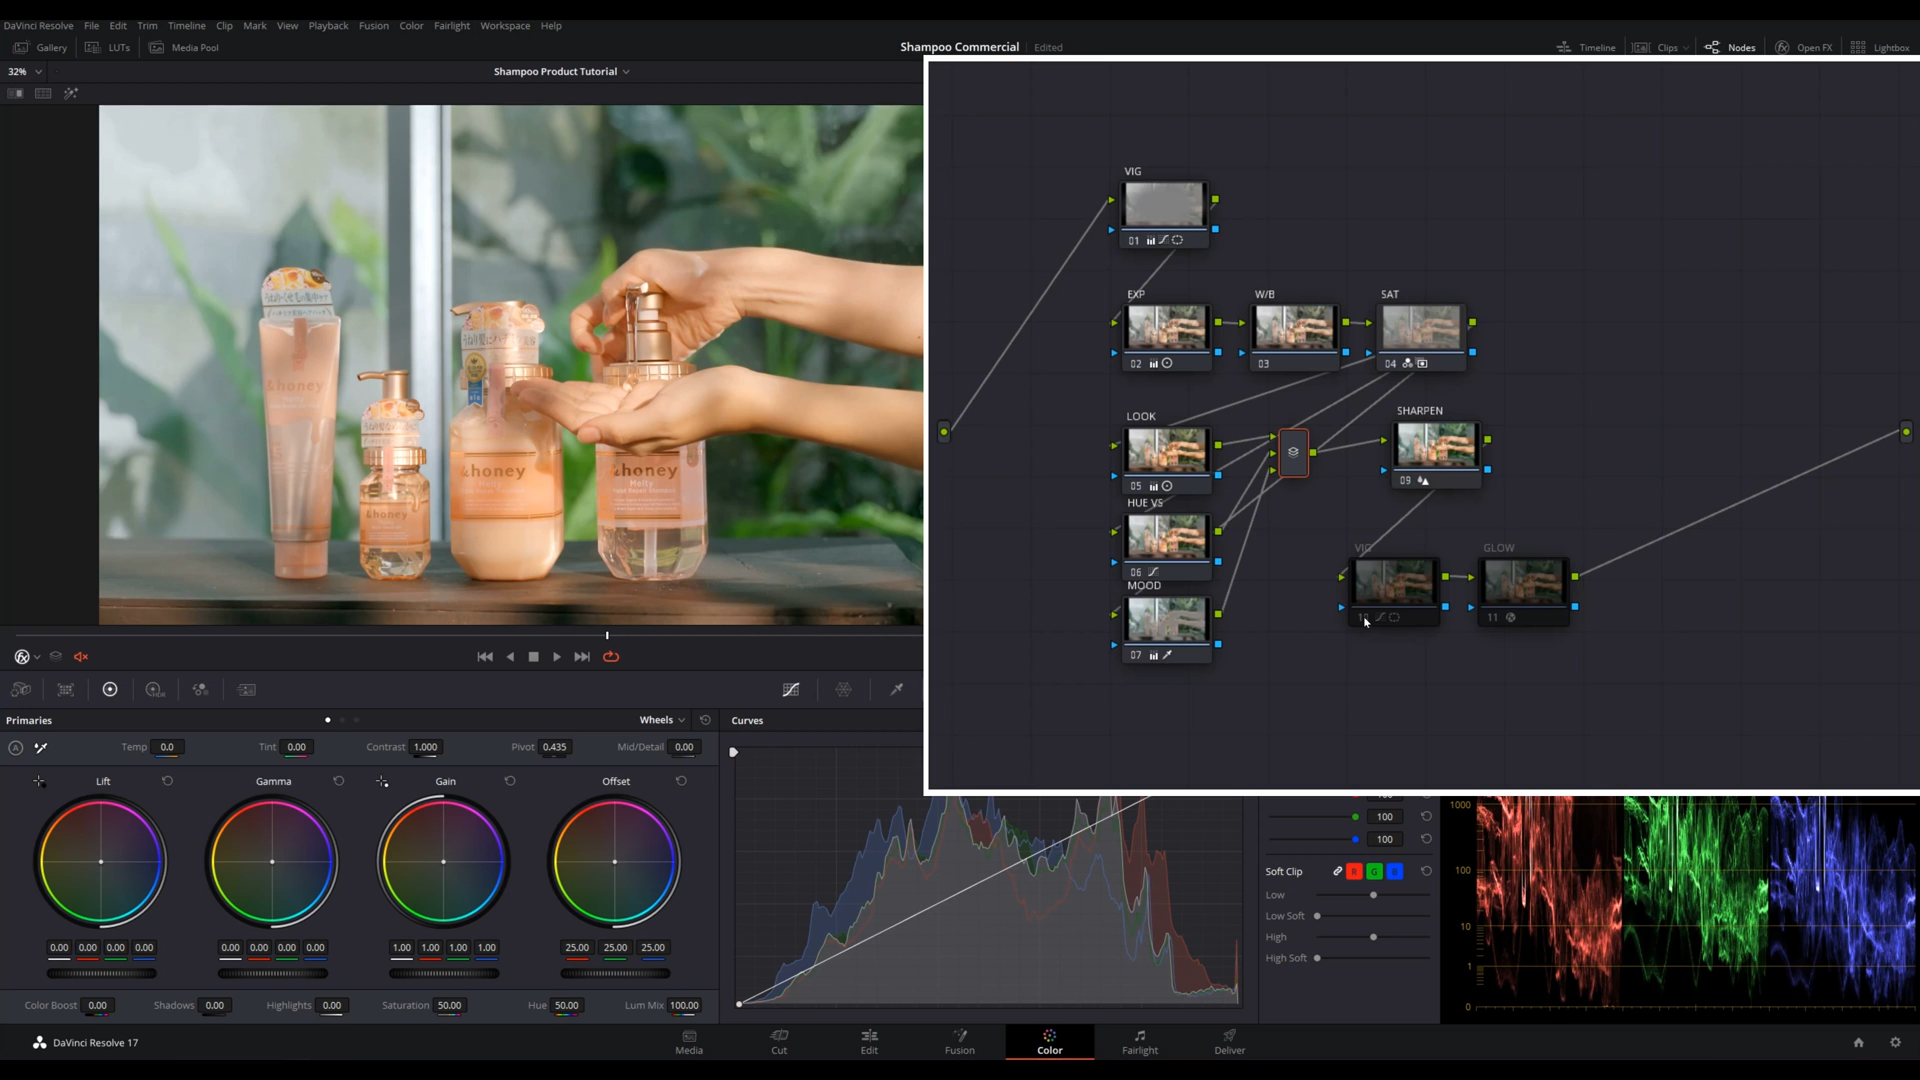 DaVinci Resolve File Edit Trim Timeline Clip Mark View Playback Fusion Color Fairlight Workspace Help
Gallery LUTs Media Pool Shampoo Commercial Edited Timeline Clips Nodes Open FX Lightbox
32% Shampoo Product Tutorial
VIG
01
EXP W/B SAT
02 03 04
LOOK SHARPEN
05 09
HUE VS
06
MOOD
07
VIG GLOW
10 11
&honey
&honey
&honey
Melty
&honey
Melty
Primaries Wheels Curves
Temp 0.0 Tint 0.00 Contrast 1.000 Pivot 0.435 Mid/Detail 0.00
Lift Gamma Gain Offset
0.00 0.00 0.00 0.00 0.00 0.00 0.00 0.00 1.00 1.00 1.00 1.00 25.00 25.00 25.00
Color Boost 0.00 Shadows 0.00 Highlights 0.00 Saturation 50.00 Hue 50.00 Lum Mix 100.00
100
100
Soft Clip R G B
Low
Low Soft
High
High Soft
1000
100
10
1
0
DaVinci Resolve 17 Media Cut Edit Fusion Color Fairlight Deliver